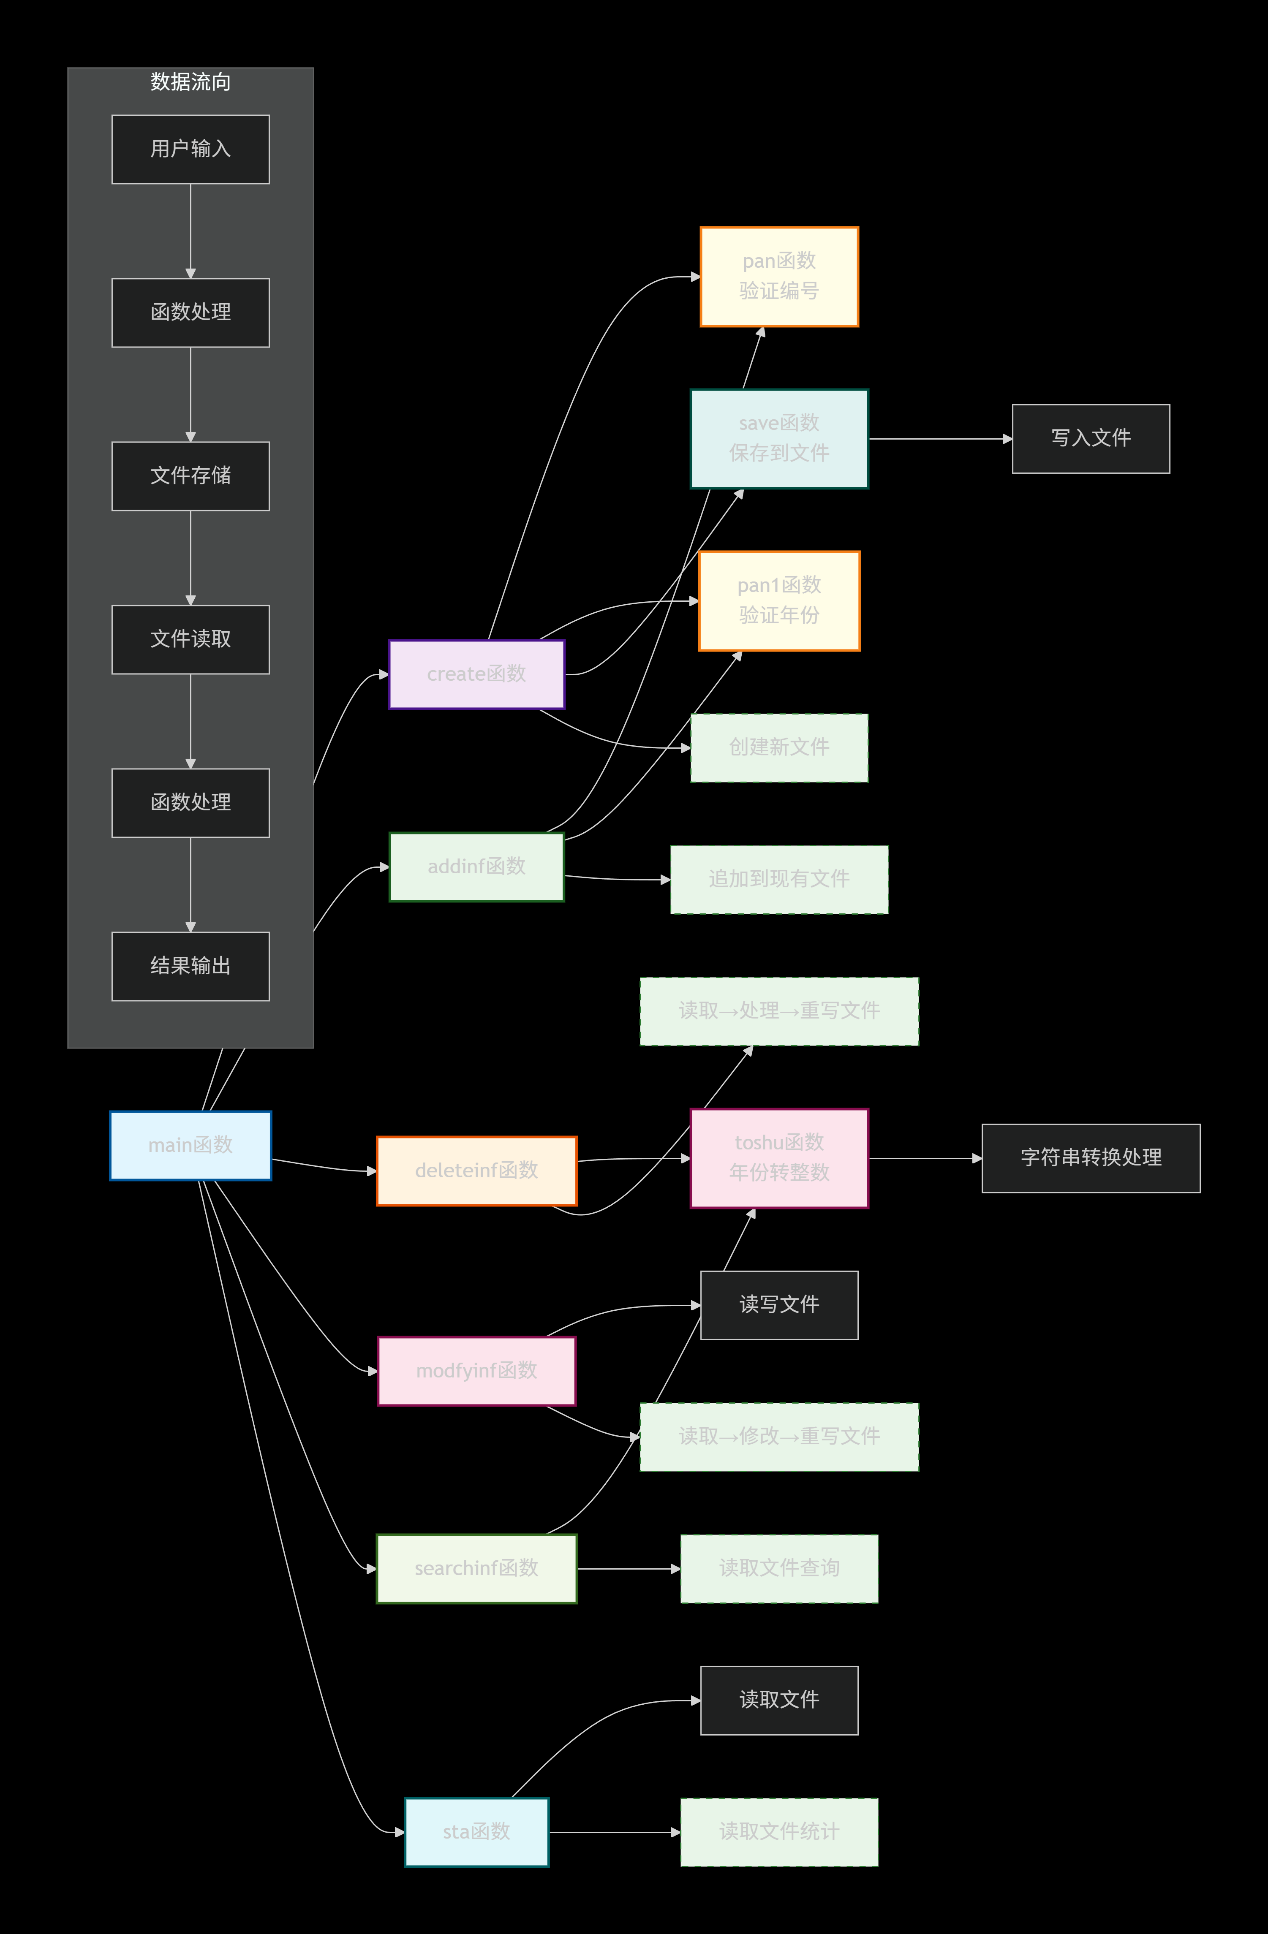 数据流向
用户输入
函数处理
文件存储
文件读取
函数处理
结果输出
main函数
create函数
addinf函数
deleteinf函数
modfyinf函数
searchinf函数
sta函数
pan函数
验证编号
save函数
保存到文件
pan1函数
验证年份
创建新文件
追加到现有文件
读取→处理→重写文件
toshu函数
年份转整数
读写文件
读取→修改→重写文件
读取文件查询
读取文件
读取文件统计
写入文件
字符串转换处理